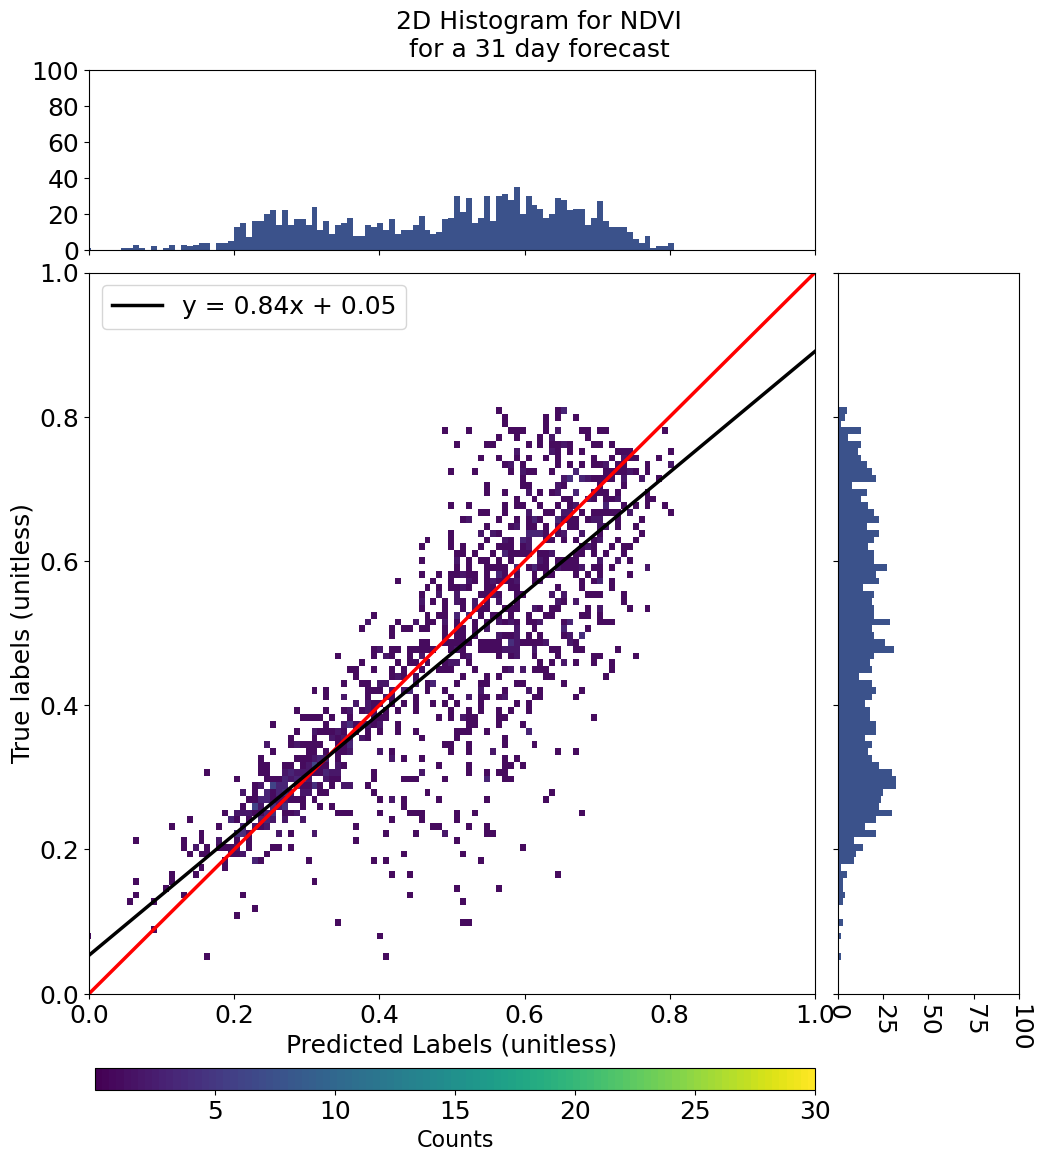 2D Histogram for NDVI
for a 31 day forecast
100
80
60
40
20
0
1.0
0.8
0.6
0.4
0.2
0.0
True labels (unitless)
y = 0.84x + 0.05
0.0 0.2 0.4 0.6 0.8 1.0
Predicted Labels (unitless)
0 25 50 75 100
5 10 15 20 25 30
Counts